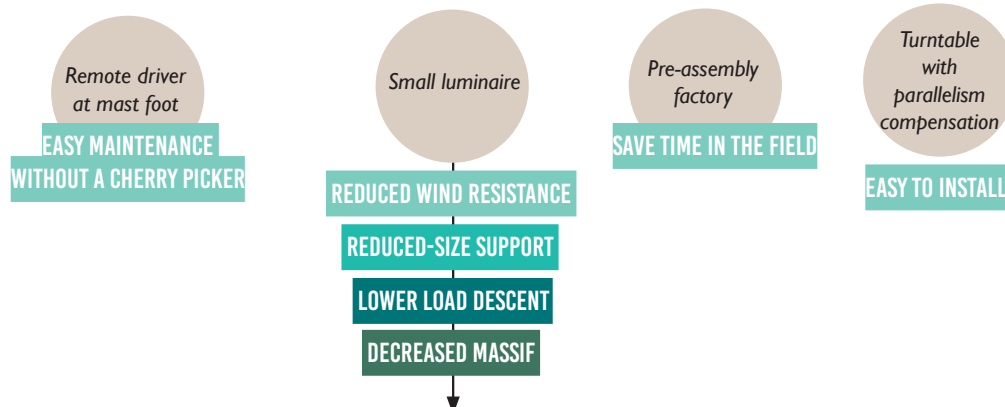 Remote driver
at mast foot
EASY MAINTENANCE
WITHOUT A CHERRY PICKER
Small luminaire
REDUCED WIND RESISTANCE
REDUCED-SIZE SUPPORT
LOWER LOAD DESCENT
DECREASED MASSIF
Pre-assembly
factory
SAVE TIME IN THE FIELD
Turntable
with
parallelism
compensation)
EASY TO INSTALL